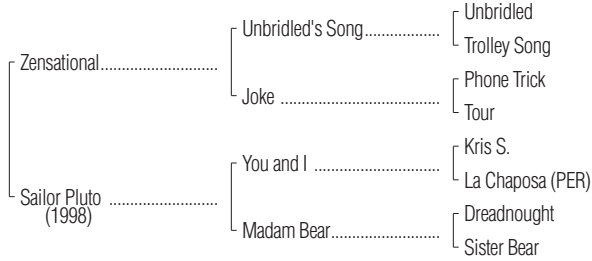 Unbridled
Unbridled's Song..................
Trolley Song
Zensational...........................
Phone Trick
Joke ......................................
Tour
Kris S.
You and I ..............................
La Chaposa (PER)
Sailor Pluto .........................
(1998)
Dreadnought
Madam Bear..........................
Sister Bear